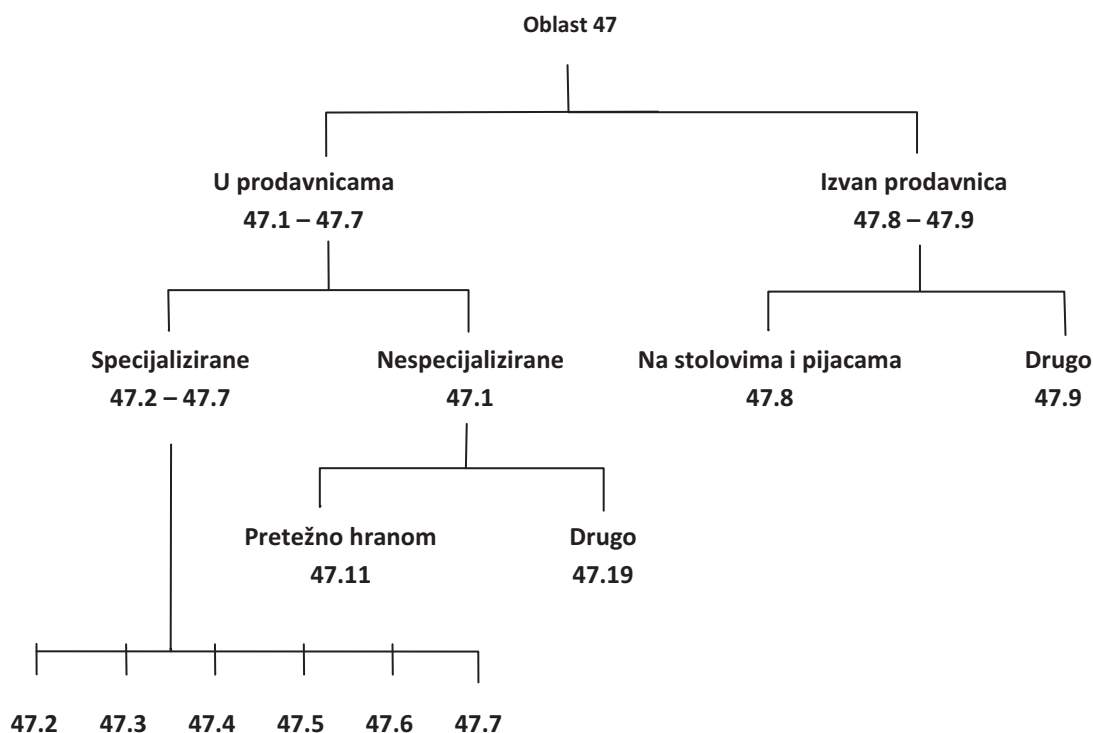 Oblast 47
U prodavnicama
47.1 – 47.7
Izvan prodavnica
47.8 – 47.9
Specijalizirane
47.2 – 47.7
Nespecijalizirane
47.1
Na stolovima i pijacama
47.8
Drugo
47.9
Pretežno hranom
47.11
Drugo
47.19
47.2
47.3
47.4
47.5
47.6
47.7